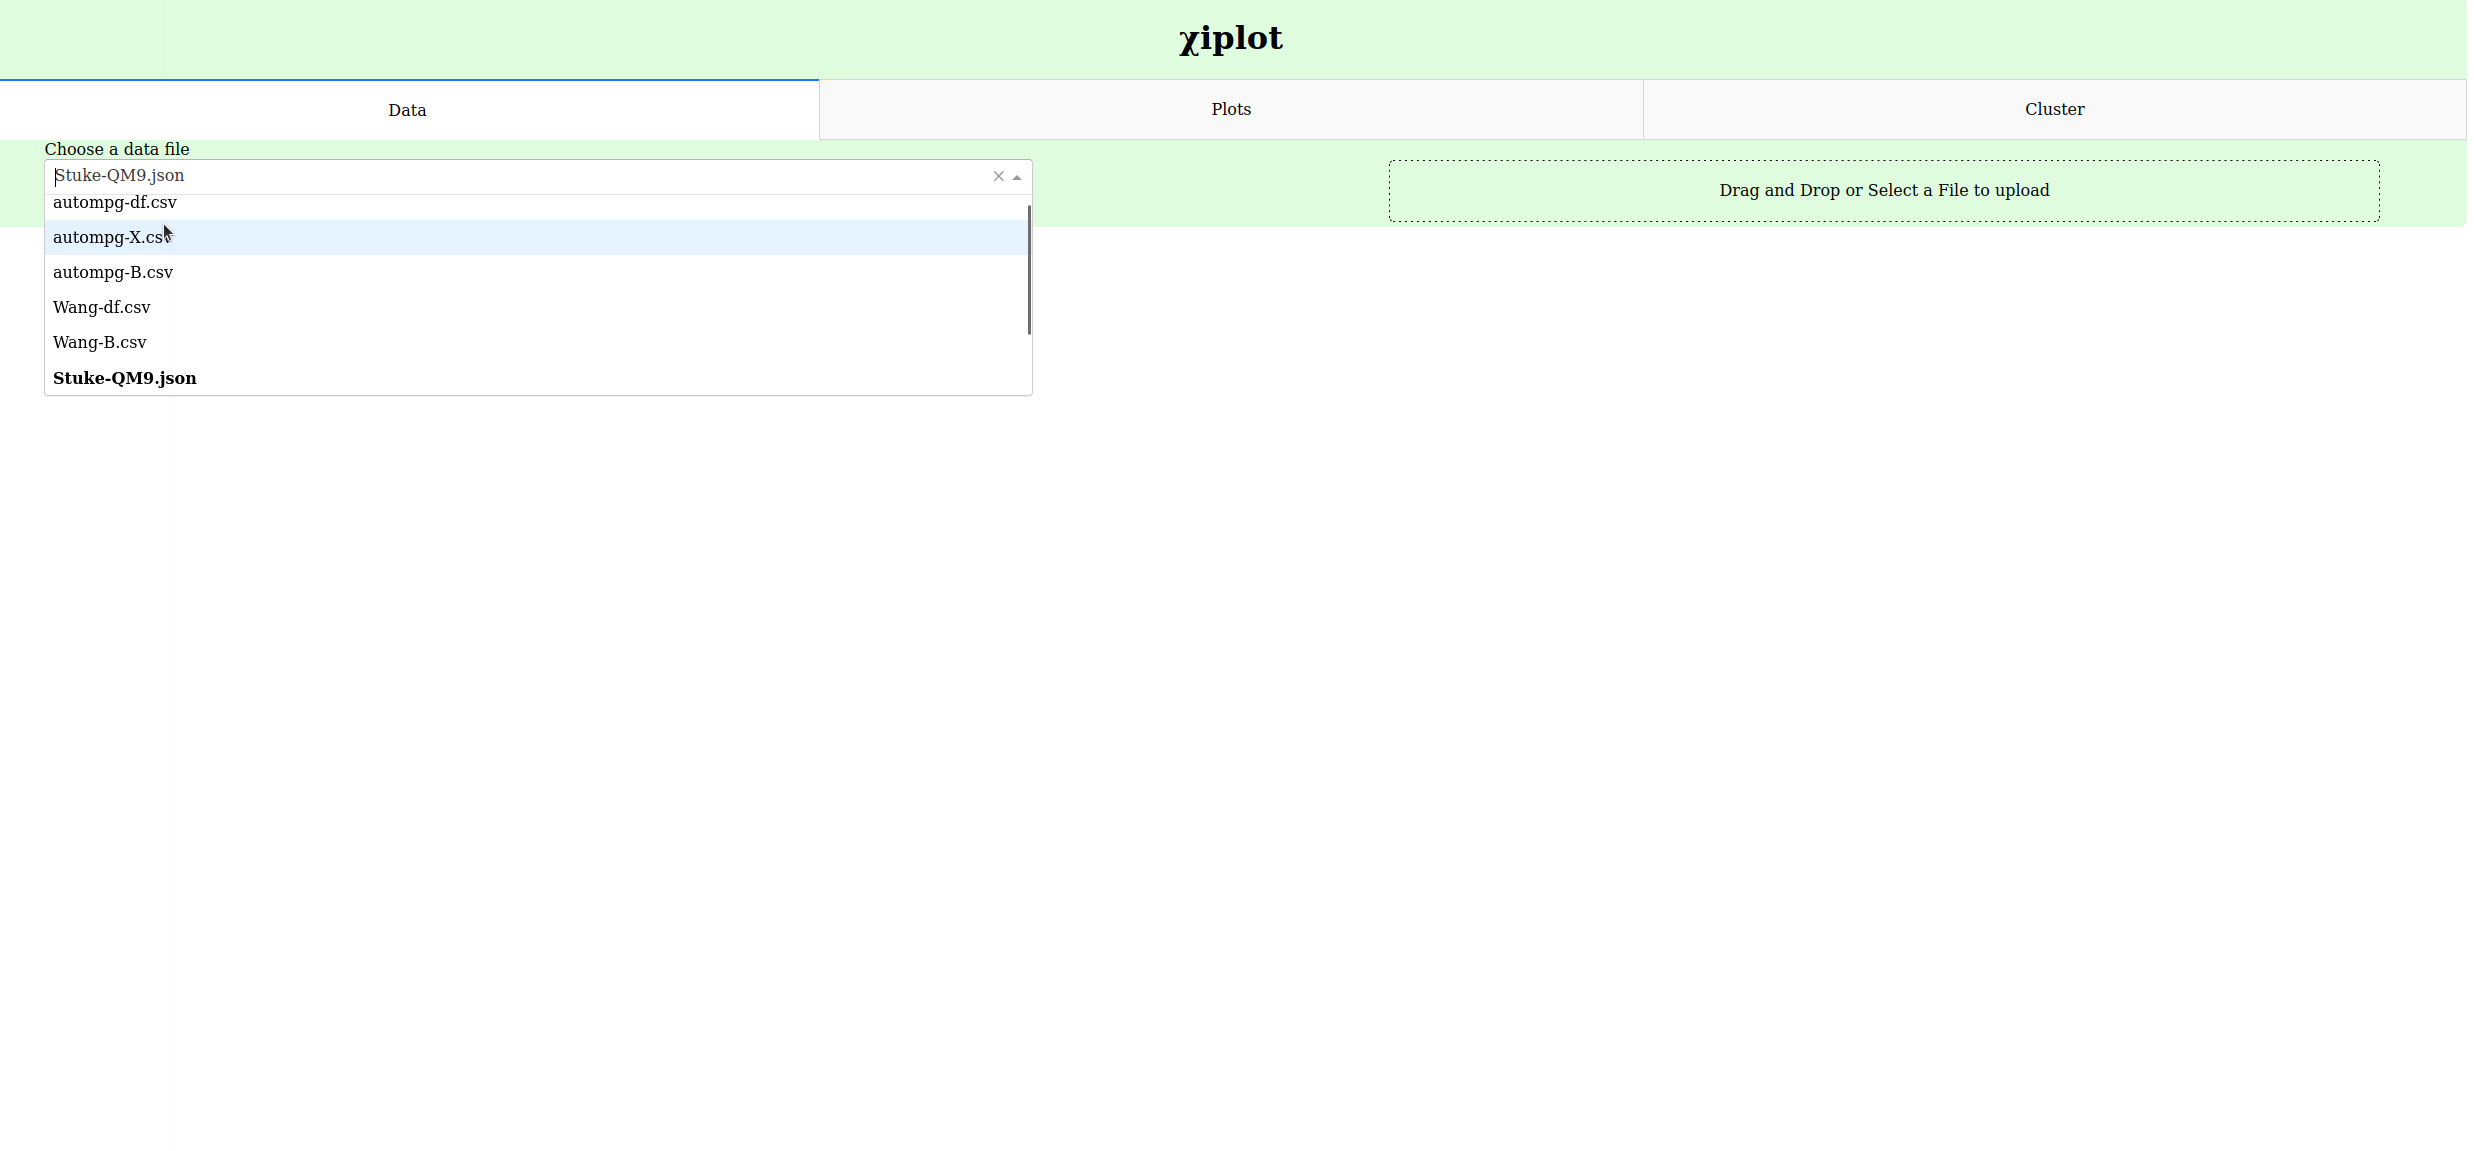 χiplot
Data
Plots
Cluster
Choose a data file
Stuke-QM9.json
Drag and Drop or Select a File to upload
autompg-df.csv
autompg-X.csv
autompg-B.csv
Wang-df.csv
Wang-B.csv
Stuke-QM9.json